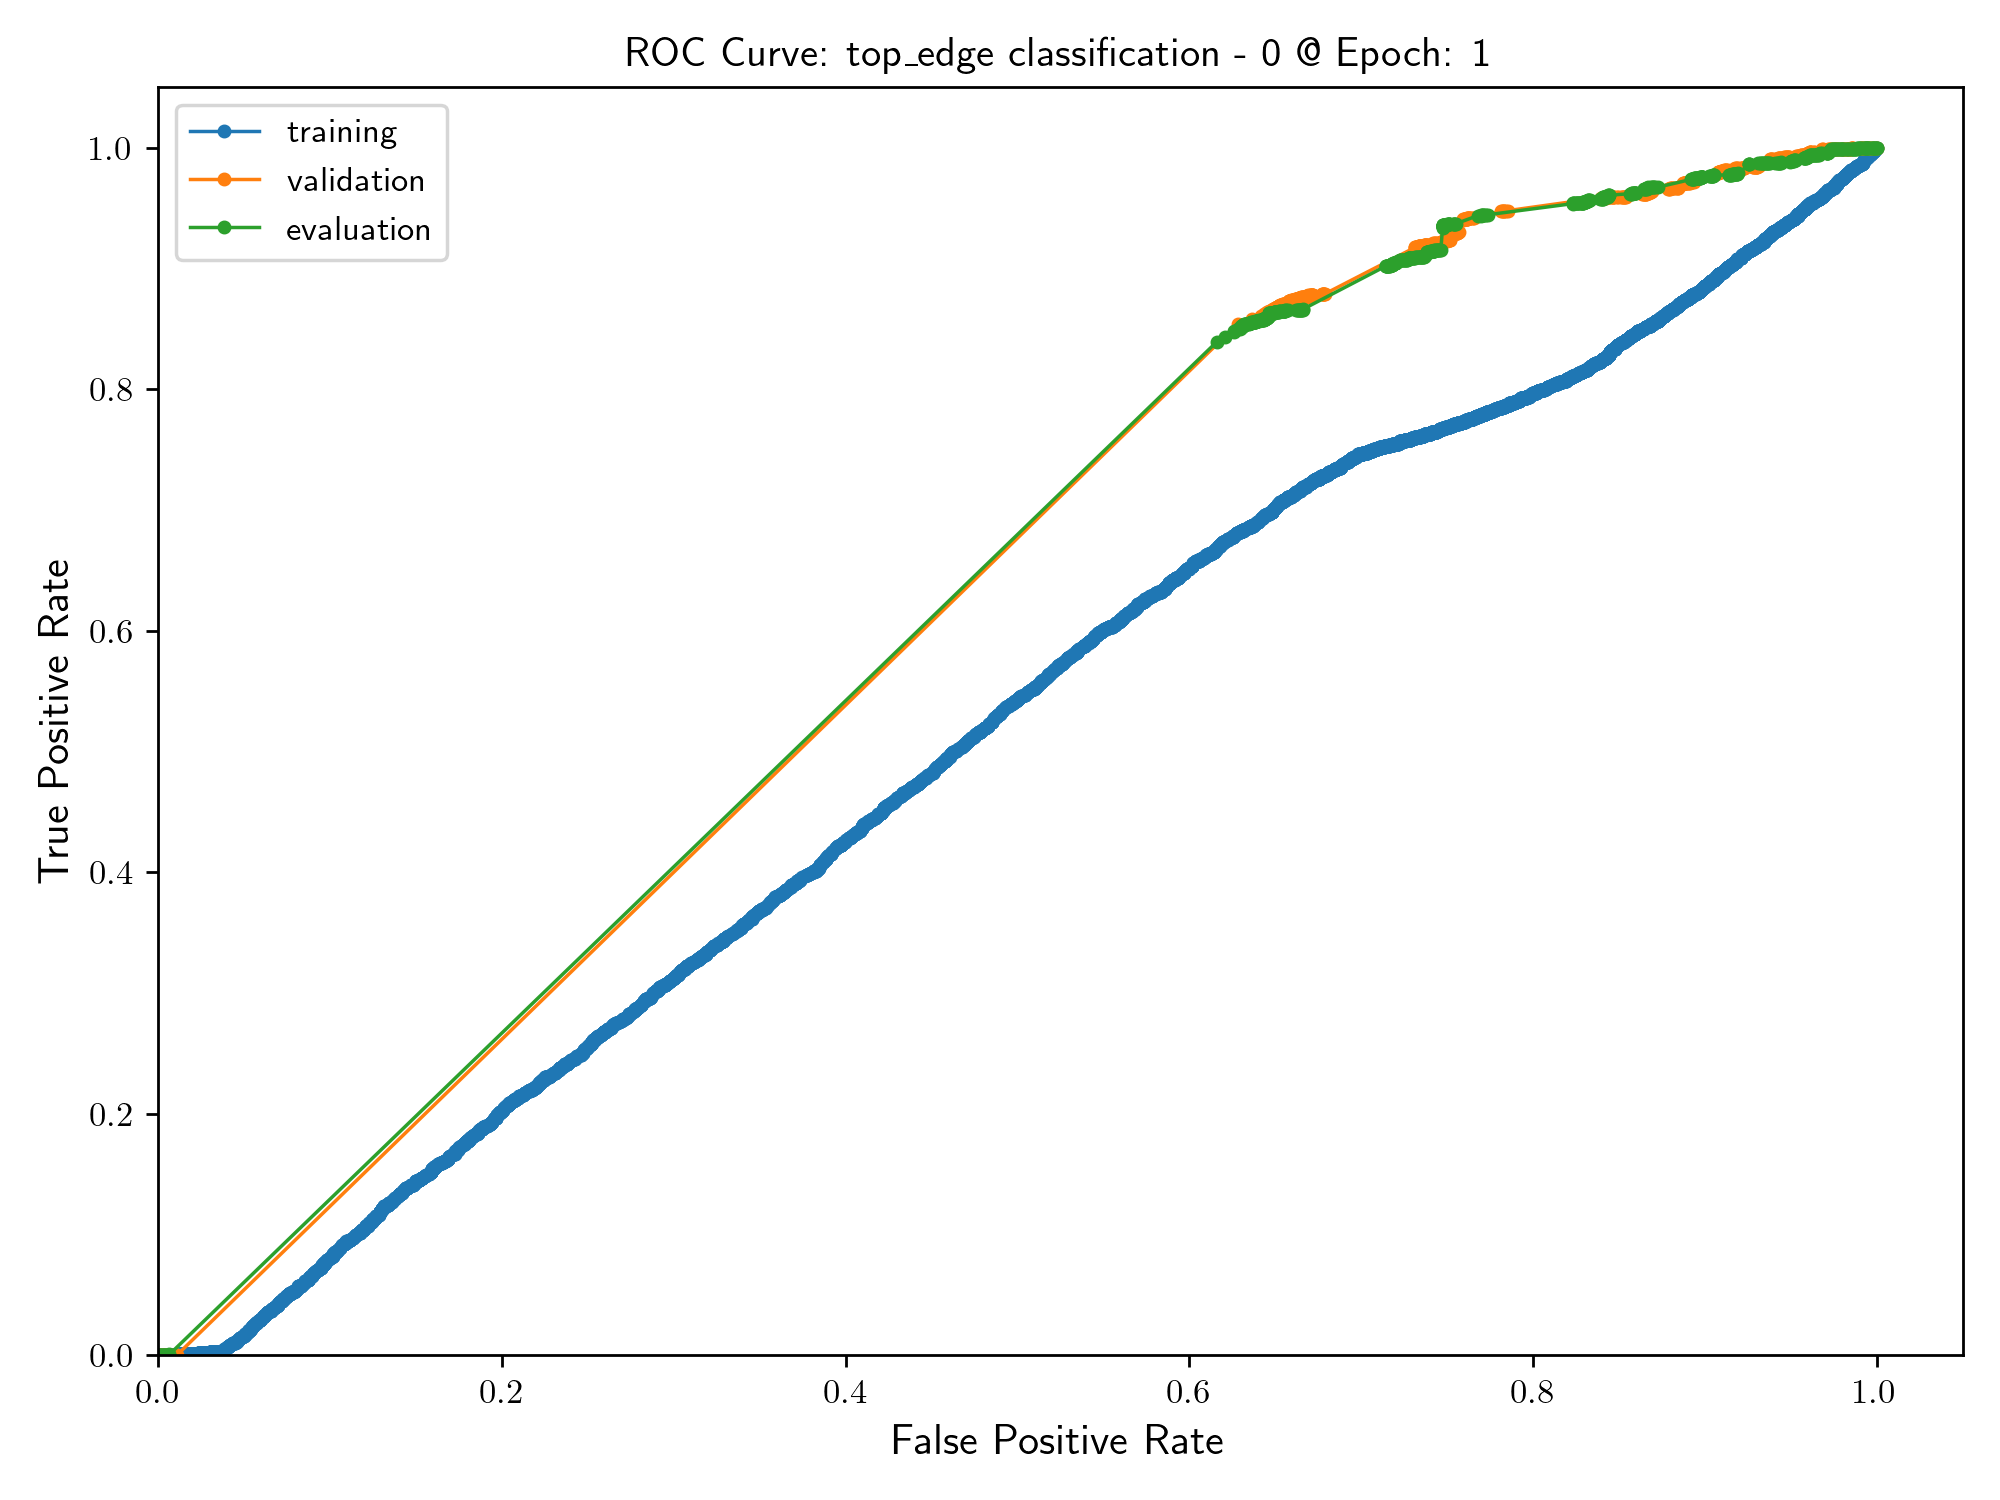 ROC Curve: top_edge classification - 0 @ Epoch: 1
training
validation
evaluation
True Positive Rate
1.0
0.8
0.6
0.4
0.2
0.0
0.0 0.2 0.4 0.6 0.8 1.0
False Positive Rate